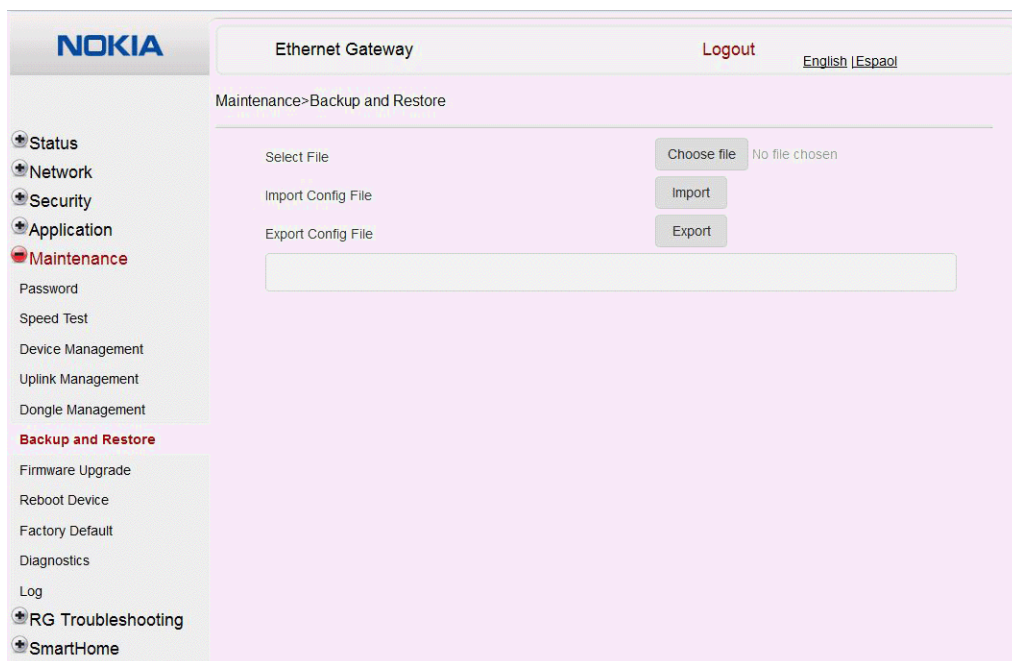 NOKIA
Ethernet Gateway
Logout
English | Espaol
Maintenance>Backup and Restore
Status
Network
Security
Application
Maintenance
Password
Speed Test
Device Management
Uplink Management
Dongle Management
Backup and Restore
Firmware Upgrade
Reboot Device
Factory Default
Diagnostics
Log
RG Troubleshooting
SmartHome
Select File
Choose file No file chosen
Import Config File
Import
Export Config File
Export